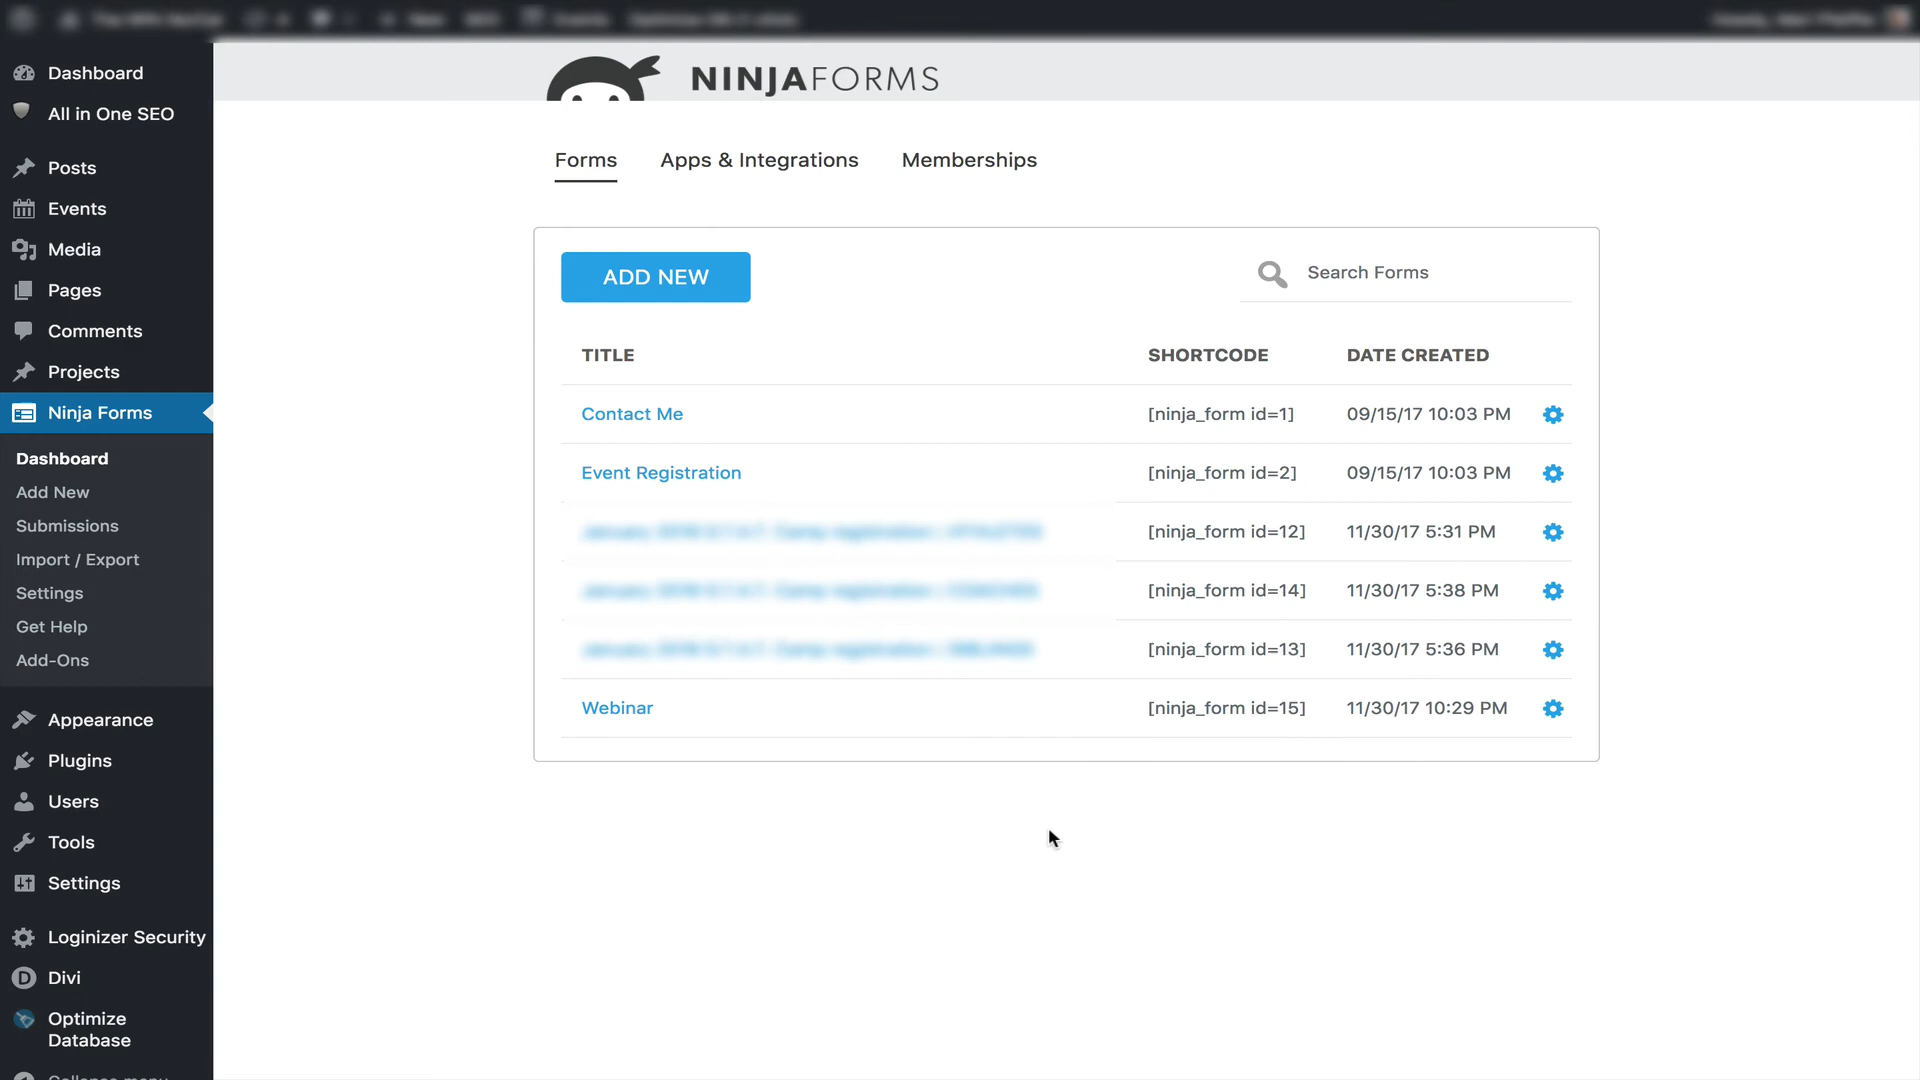 Dashboard
All in One SEO
Posts
Events
Media
Pages
Comments
Projects
Ninja Forms
Dashboard
Add New
Submissions
Import / Export
Settings
Get Help
Add-Ons
Appearance
Plugins
Users
Tools
Settings
Loginizer Security
Divi
Optimize
Database
NINJAFORMS
Forms Apps & Integrations Memberships
ADD NEW Search Forms
TITLE SHORTCODE DATE CREATED
Contact Me [ninja_form id=1] 09/15/17 10:03 PM
Event Registration [ninja_form id=2] 09/15/17 10:03 PM
[ninja_form id=12] 11/30/17 5:31 PM
[ninja_form id=14] 11/30/17 5:38 PM
[ninja_form id=13] 11/30/17 5:36 PM
Webinar [ninja_form id=15] 11/30/17 10:29 PM